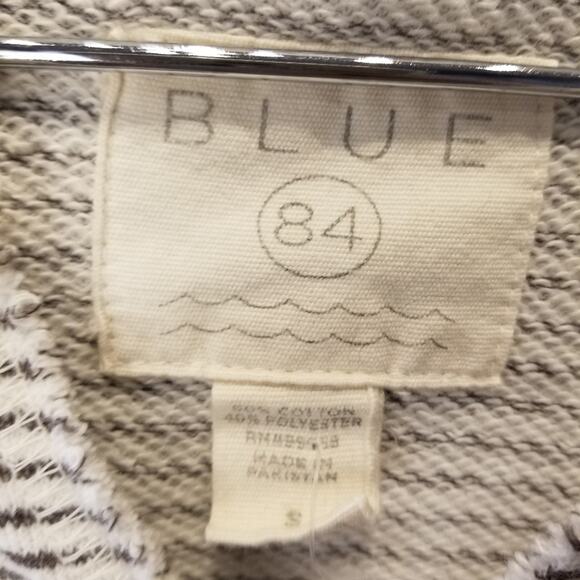 BLUE
84
60% COTTON
40% POLYESTER
MADE IN
PAKISTAN
S